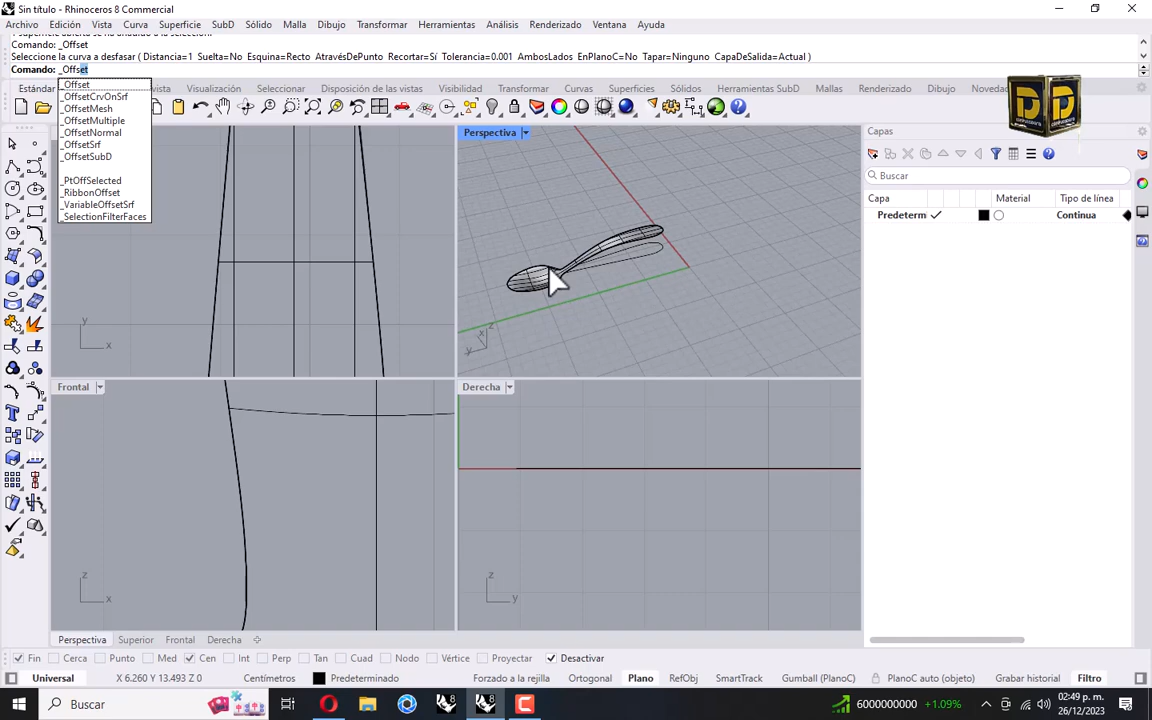 Sin título - Rhinoceros 8 Commercial
Archivo Edición Vista Curva Superficie SubD Sólido Malla Dibujo Transformar Herramientas Análisis Renderizado Ventana Ayuda
Comando: _Offset
Seleccione la curva a desfasar ( Distancia=1 Suelta=No Esquina=Recto AtravésDePunto Recortar=Sí Tolerancia=0.001 AmbosLados EnPlanoC=No Tapar=Ninguno CapaDeSalida=Actual )
Comando: _Offset
_Offset
_OffsetCrvOnSrf
_OffsetMesh
_OffsetMultiple
_OffsetNormal
_OffsetSrf
_OffsetSubD
_PtOffSelected
_RibbonOffset
_VariableOffsetSrf
_SelectionFilterFaces
Estándar vista Visualización Seleccionar Disposición de las vistas Visibilidad Transformar Curvas Superficies Sólidos Herramientas SubD Mallas Renderizado Dibujo Noveda
Perspectiva
Frontal
Derecha
y
x
z
x
y
z
x
z
y
Capas
Buscar
Capa Material Tipo de línea
Predeterm Continua
Perspectiva Superior Frontal Derecha
Fin Cerca Punto Med Cen Int Perp Tan Cuad Nodo Vértice Proyectar Desactivar
Universal X 6.260 Y 13.493 Z 0 Centímetros Predeterminado Forzado a la rejilla Ortogonal Plano RefObj SmartTrack Gumball (PlanoC) PlanoC auto (objeto) Grabar historial Filtro
Buscar
6000000000 +1.09%
02:49 p. m.
26/12/2023